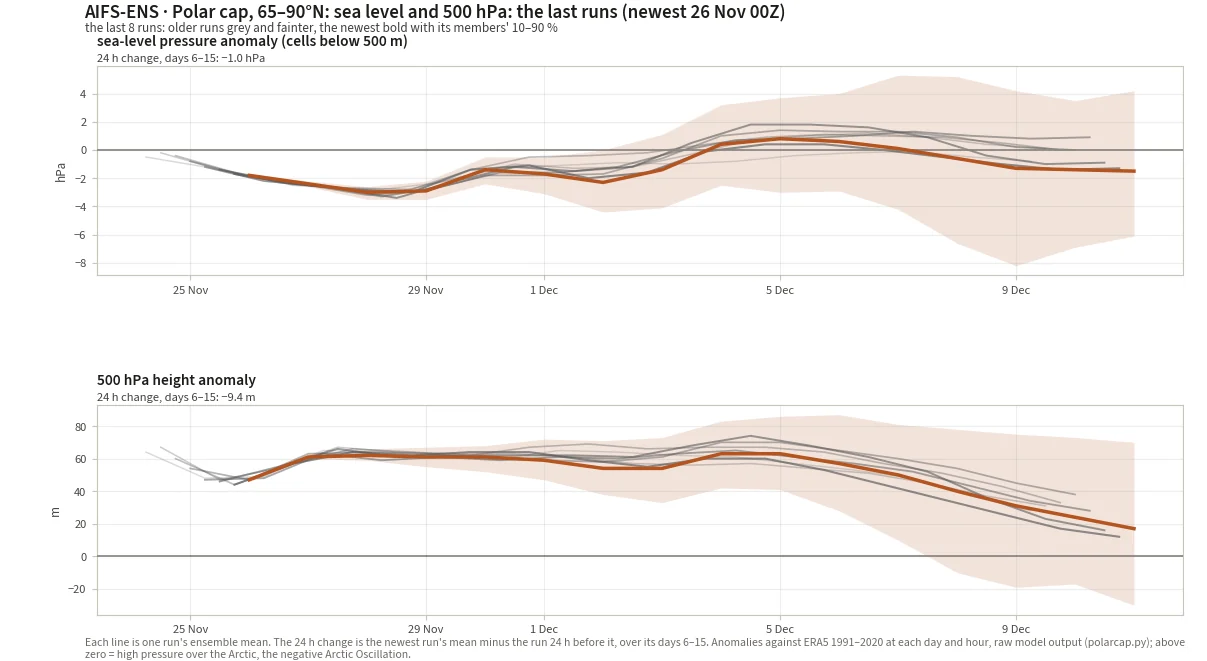 AIFS-ENS · Polar cap, 65–90°N: sea level and 500 hPa: the last runs (newest 26 Nov 00Z)
the last 8 runs: older runs grey and fainter, the newest bold with its members' 10–90 %
sea-level pressure anomaly (cells below 500 m)
24 h change, days 6–15: −1.0 hPa
4
2
0
−2
−4
−6
−8
hPa
25 Nov
29 Nov
1 Dec
5 Dec
9 Dec
500 hPa height anomaly
24 h change, days 6–15: −9.4 m
80
60
40
20
0
−20
m
25 Nov
29 Nov
1 Dec
5 Dec
9 Dec
Each line is one run's ensemble mean. The 24 h change is the newest run's mean minus the run 24 h before it, over its days 6–15. Anomalies against ERA5 1991–2020 at each day and hour, raw model output (polarcap.py); above
zero = high pressure over the Arctic, the negative Arctic Oscillation.